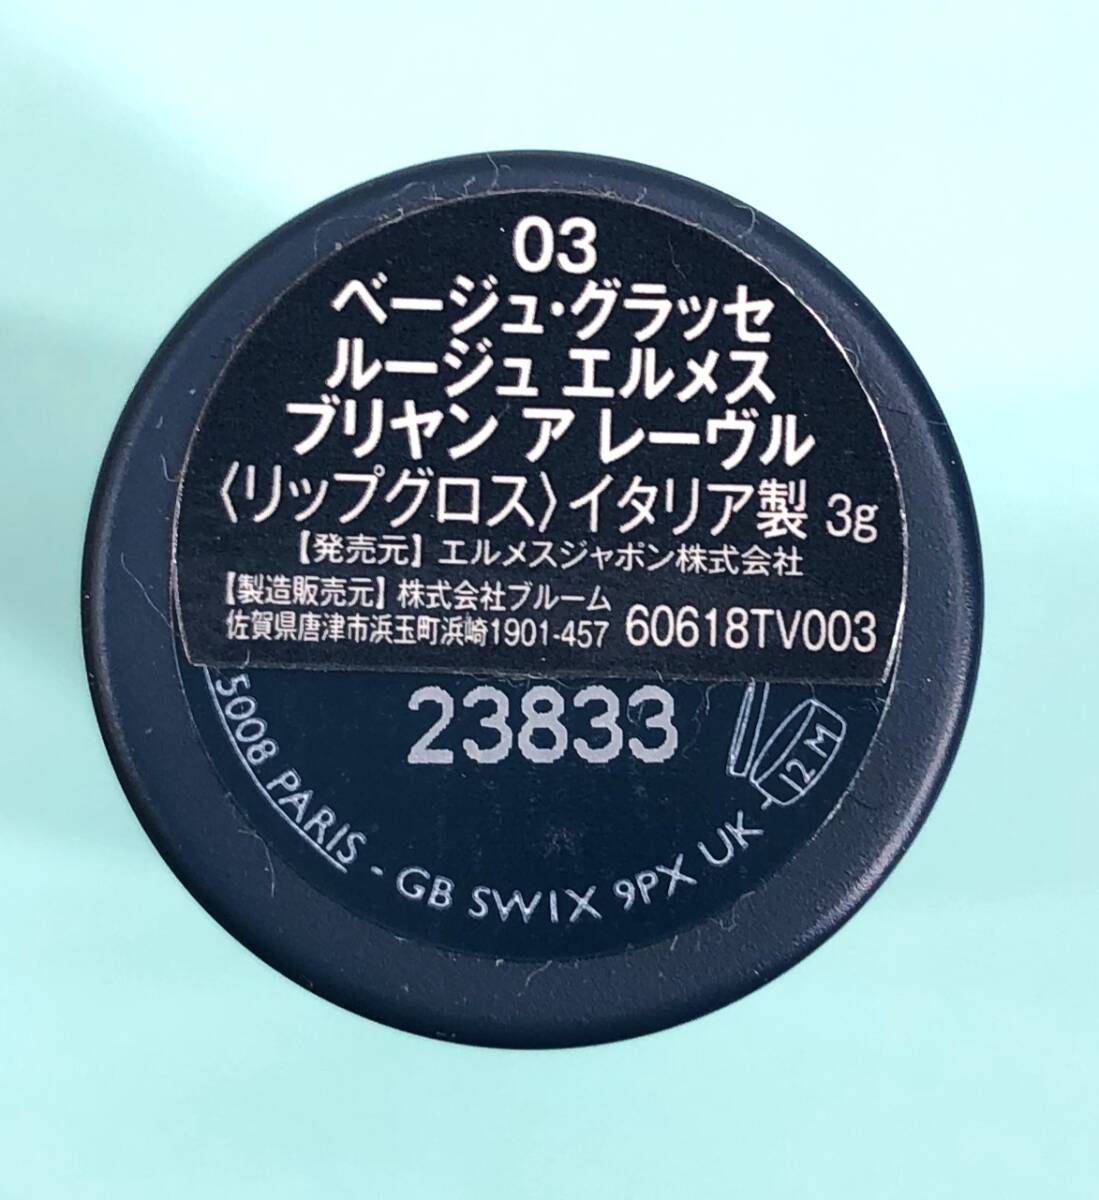 03
ベージュ・グラッセ
ルージュ エルメス
ブリヤン ア レーヴル
〈リップグロス〉イタリア製 3g
【発売元】エルメスジャポン株式会社
【製造販売元】株式会社ブルーム
佐賀県唐津市浜玉町浜崎1901-457 60618TV003
23833
12 M
5008 PARIS - GB SW1X 9PX UK -